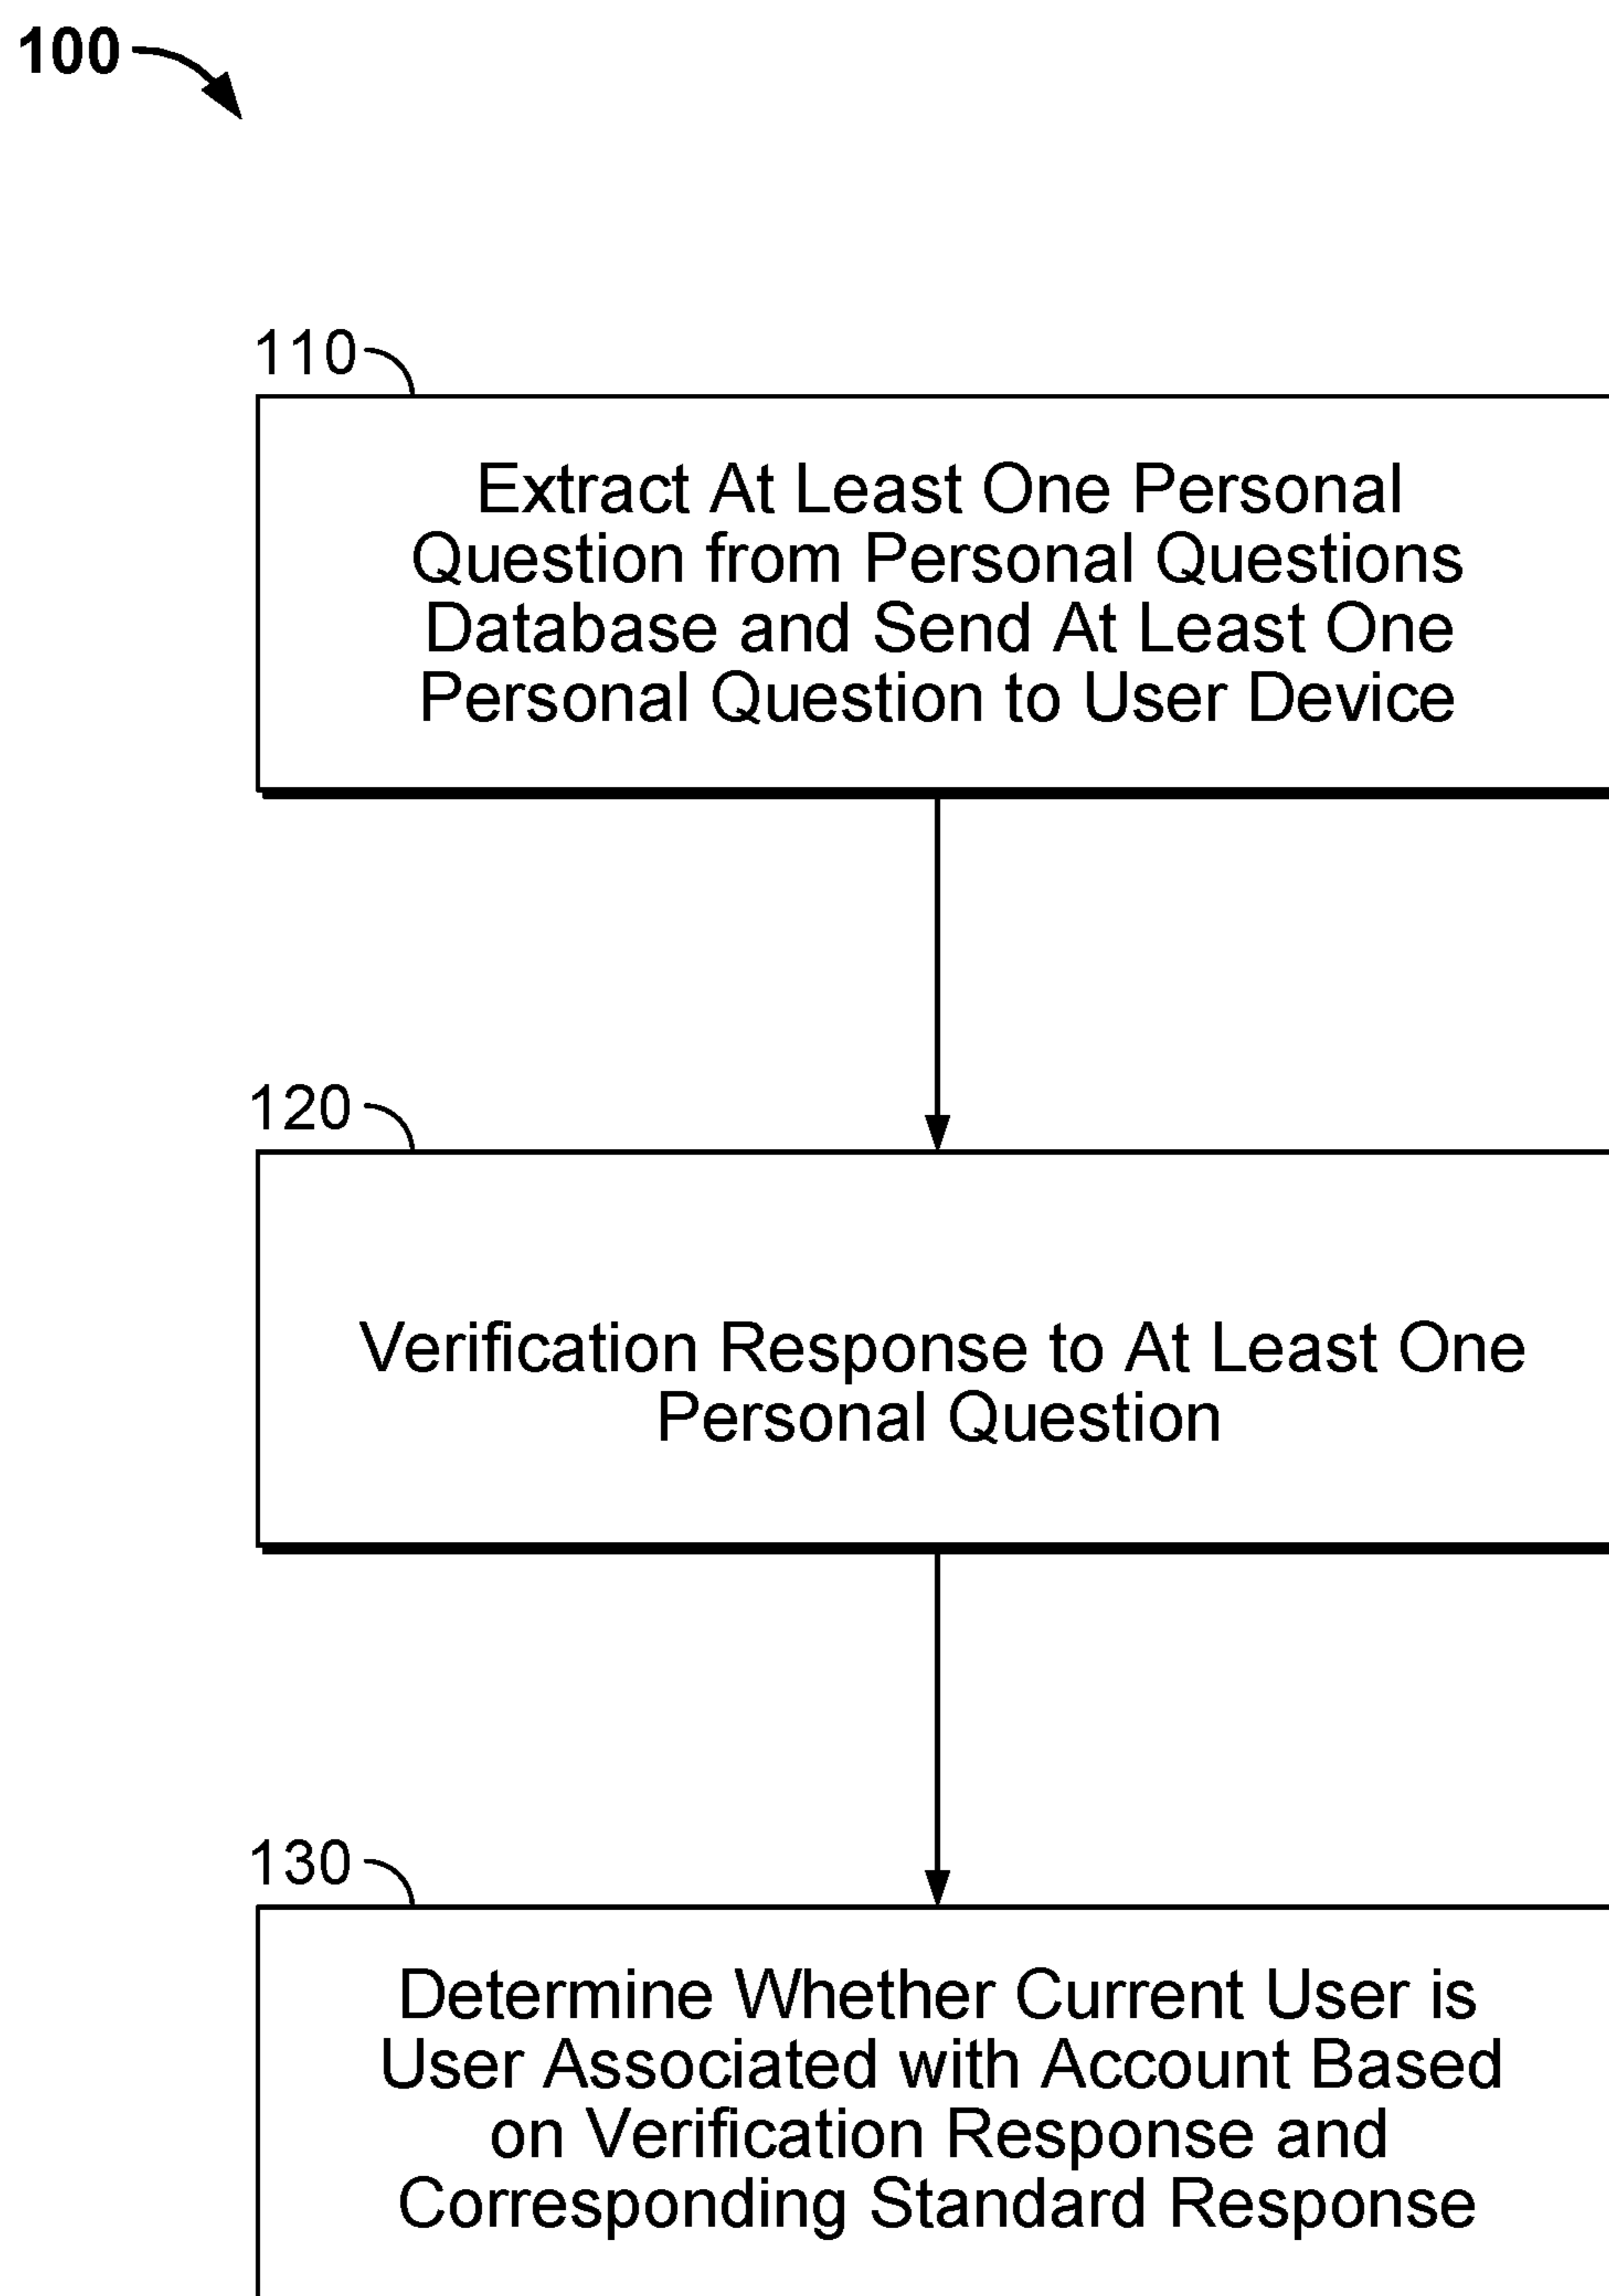 100
110
Extract At Least One Personal
Question from Personal Questions
Database and Send At Least One
Personal Question to User Device
120
Verification Response to At Least One
Personal Question
130
Determine Whether Current User is
User Associated with Account Based
on Verification Response and
Corresponding Standard Response